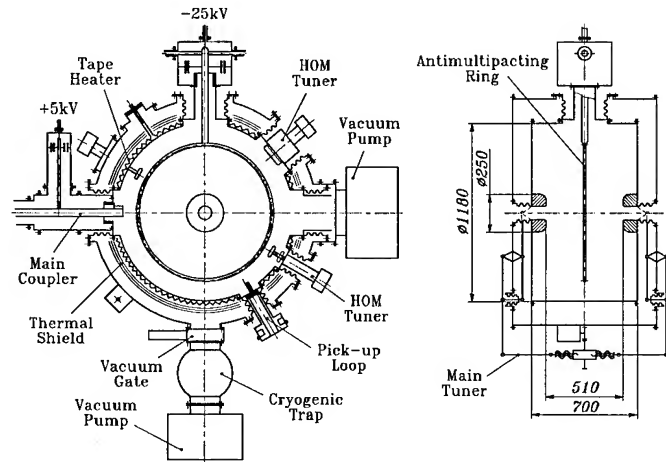 -25kV
Tape
Heater
HOM
Tuner
+5kV
Vacuum
Pump
Main
Coupler
Thermal
Shield
HOM
Tuner
Pick-up
Loop
Vacuum
Gate
Cryogenic
Trap
Vacuum
Pump
Antimultipacting
Ring
ø1180
ø250
Main
Tuner
510
700